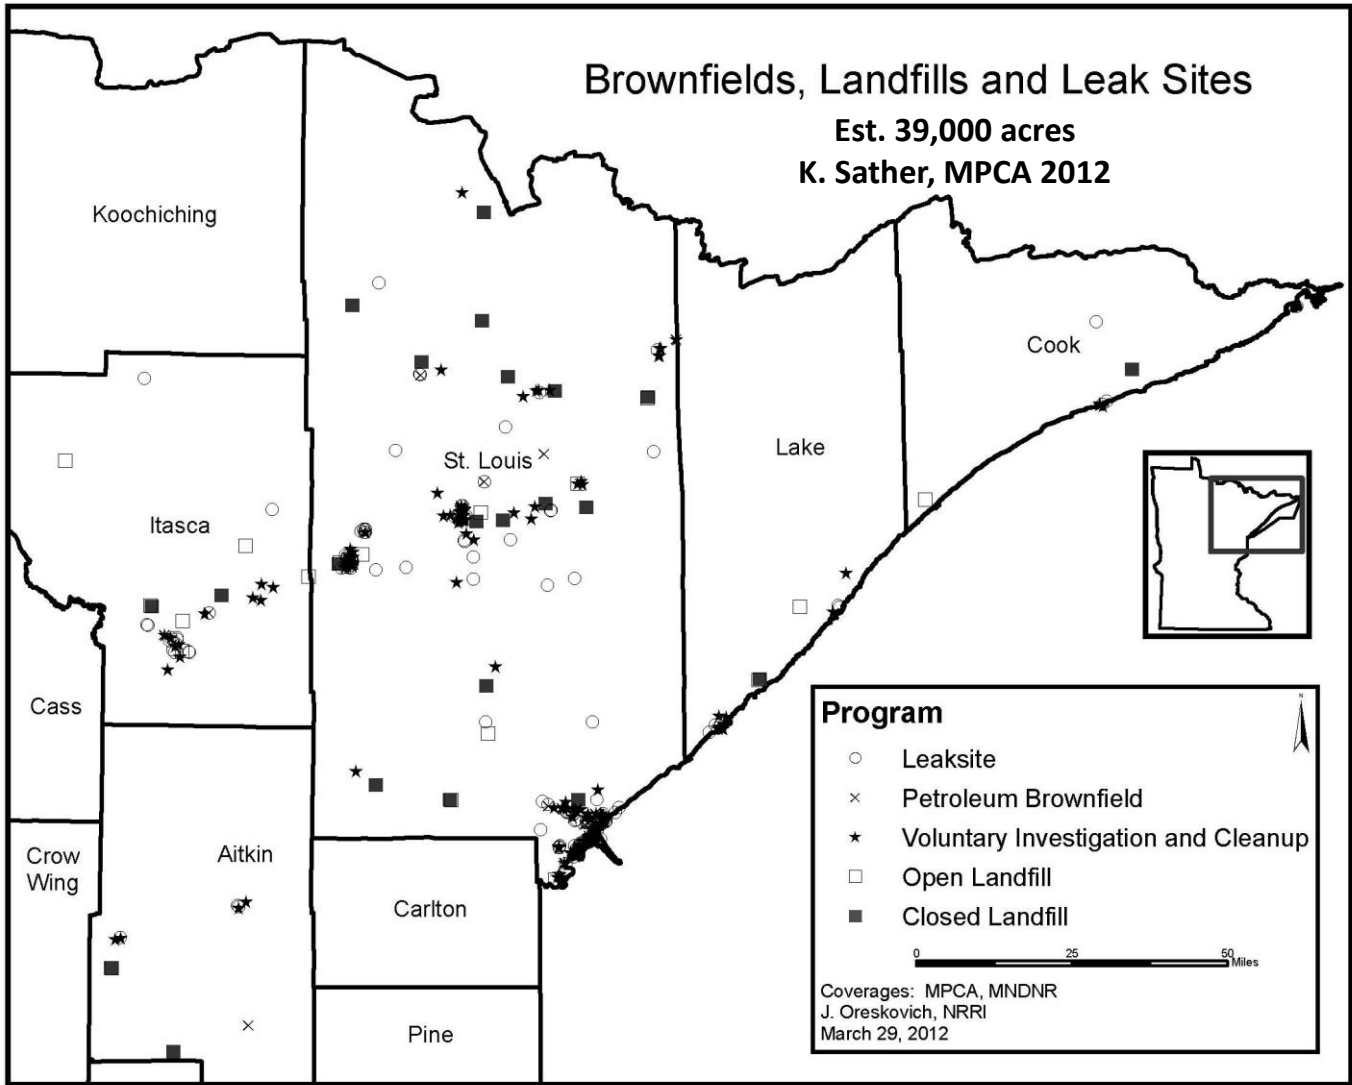 Brownfields, Landfills and Leak Sites
Est. 39,000 acres
K. Sather, MPCA 2012
Koochiching
Cook
Lake
St. Louis
Itasca
Cass
Crow
Wing
Aitkin
Carlton
Pine
Program
N
Leaksite
Petroleum Brownfield
Voluntary Investigation and Cleanup
Open Landfill
Closed Landfill
0 25 50
Miles
Coverages: MPCA, MNDNR
J. Oreskovich, NRRI
March 29, 2012